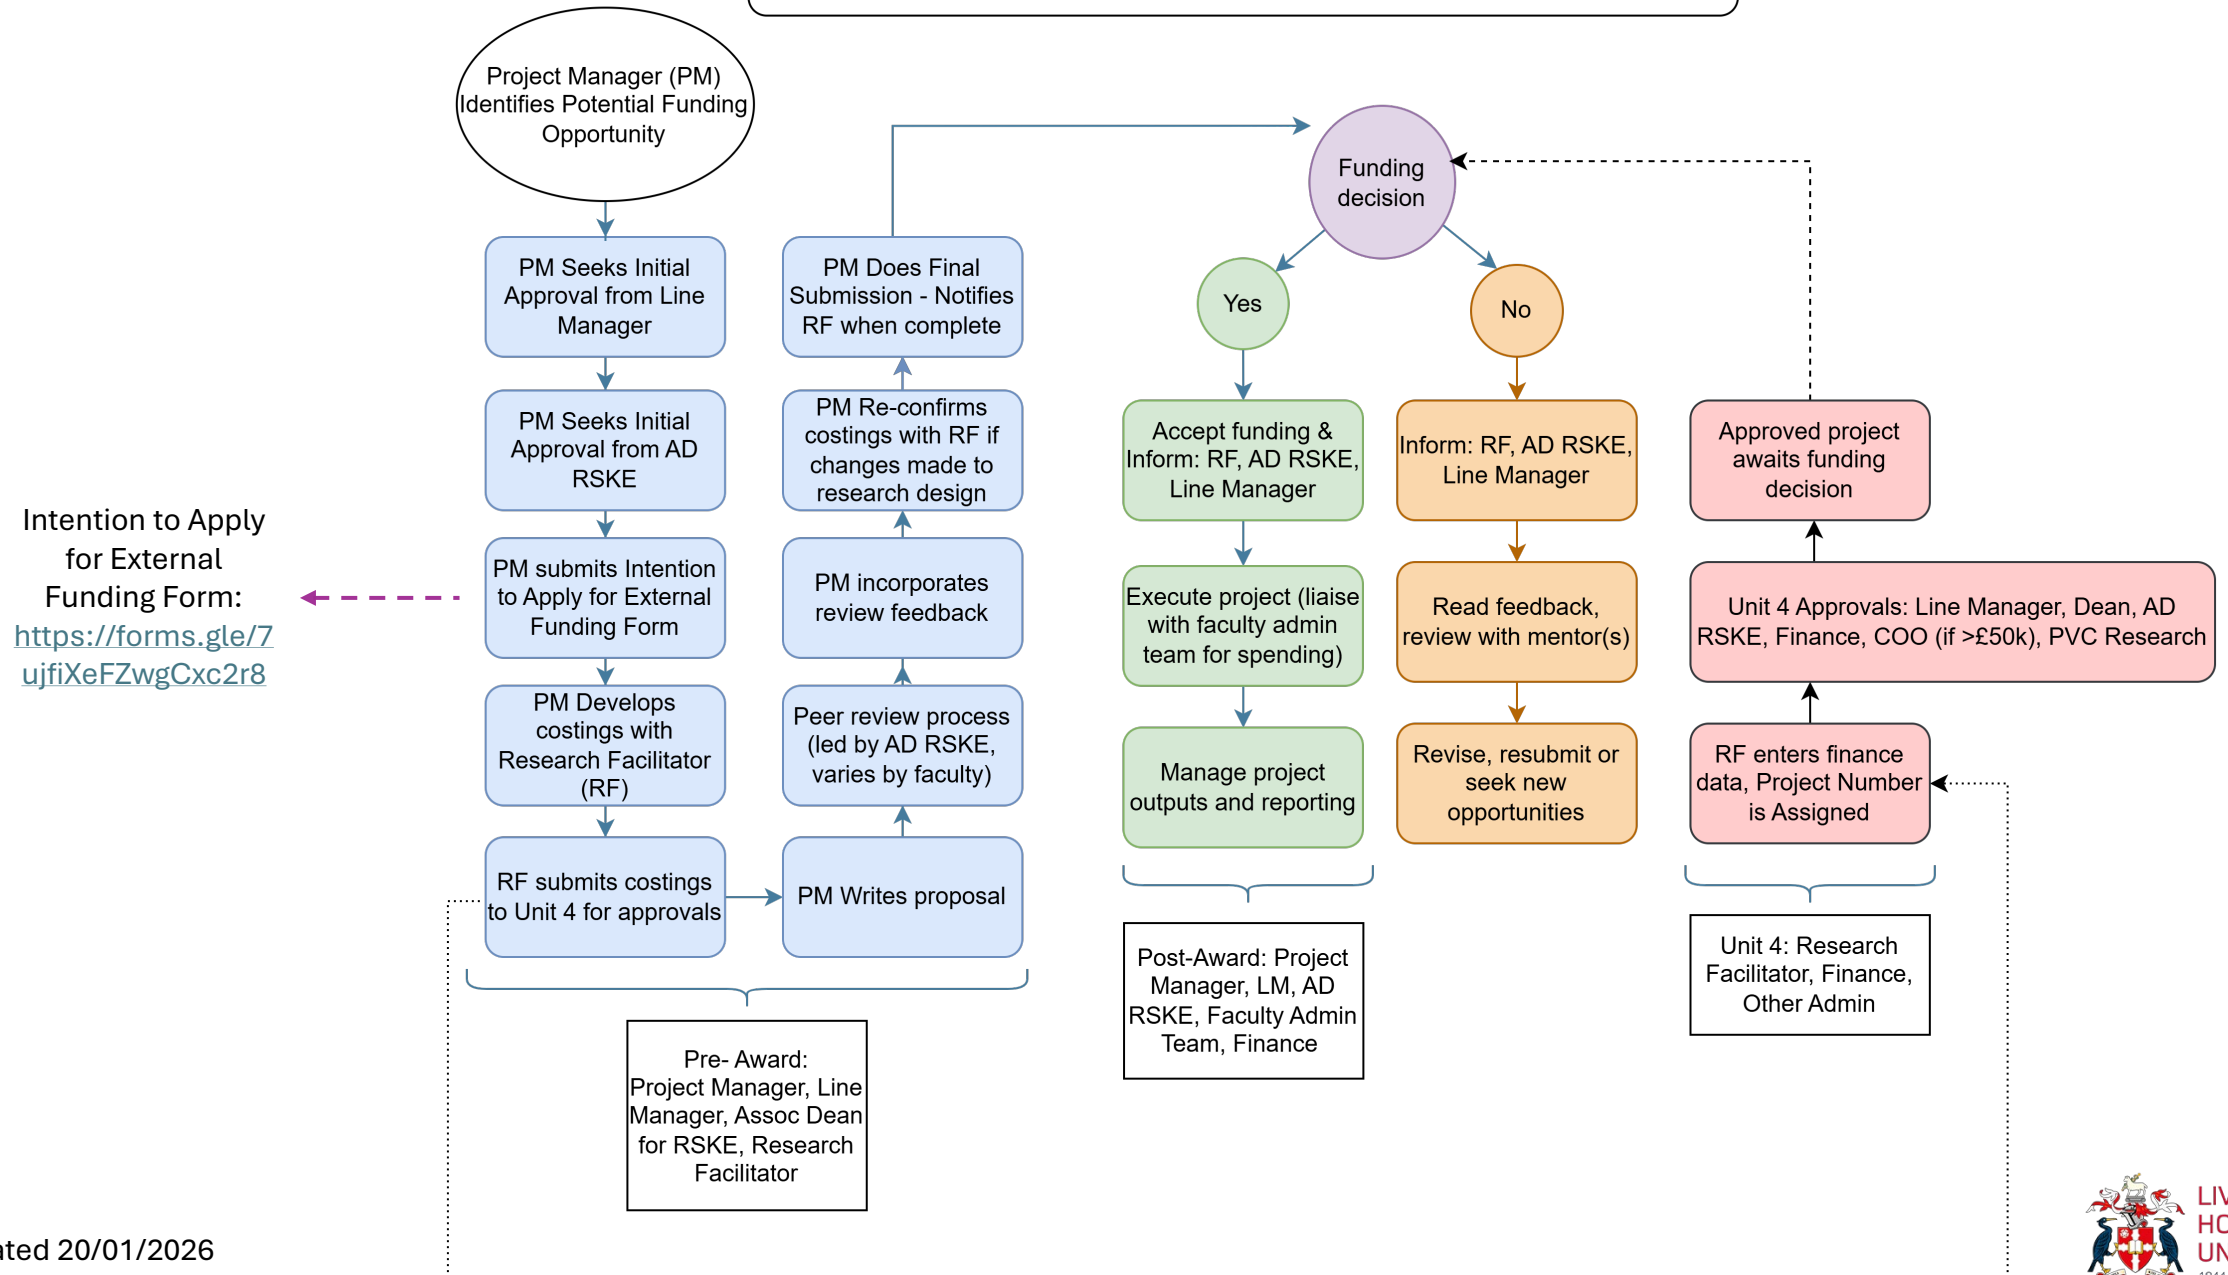 Project Manager (PM)
Identifies Potential Funding
Opportunity
PM Seeks Initial
Approval from Line
Manager
PM Seeks Initial
Approval from AD
RSKE
PM submits Intention
to Apply for External
Funding Form
PM Develops
costings with
Research Facilitator
(RF)
RF submits costings
to Unit 4 for approvals
Intention to Apply
for External
Funding Form:
https://forms.gle/7
ujfiXeFZwgCxc2r8
PM Does Final
Submission - Notifies
RF when complete
PM Re-confirms
costings with RF if
changes made to
research design
PM incorporates
review feedback
Peer review process
(led by AD RSKE,
varies by faculty)
PM Writes proposal
Pre- Award:
Project Manager, Line
Manager, Assoc Dean
for RSKE, Research
Facilitator
Funding
decision
Yes
No
Accept funding &
Inform: RF, AD RSKE,
Line Manager
Execute project (liaise
with faculty admin
team for spending)
Manage project
outputs and reporting
Post-Award: Project
Manager, LM, AD
RSKE, Faculty Admin
Team, Finance
Inform: RF, AD RSKE,
Line Manager
Read feedback,
review with mentor(s)
Revise, resubmit or
seek new
opportunities
Approved project
awaits funding
decision
Unit 4 Approvals: Line Manager, Dean, AD
RSKE, Finance, COO (if >£50k), PVC Research
RF enters finance
data, Project Number
is Assigned
Unit 4: Research
Facilitator, Finance,
Other Admin
ated 20/01/2026
LIV
HO
UN